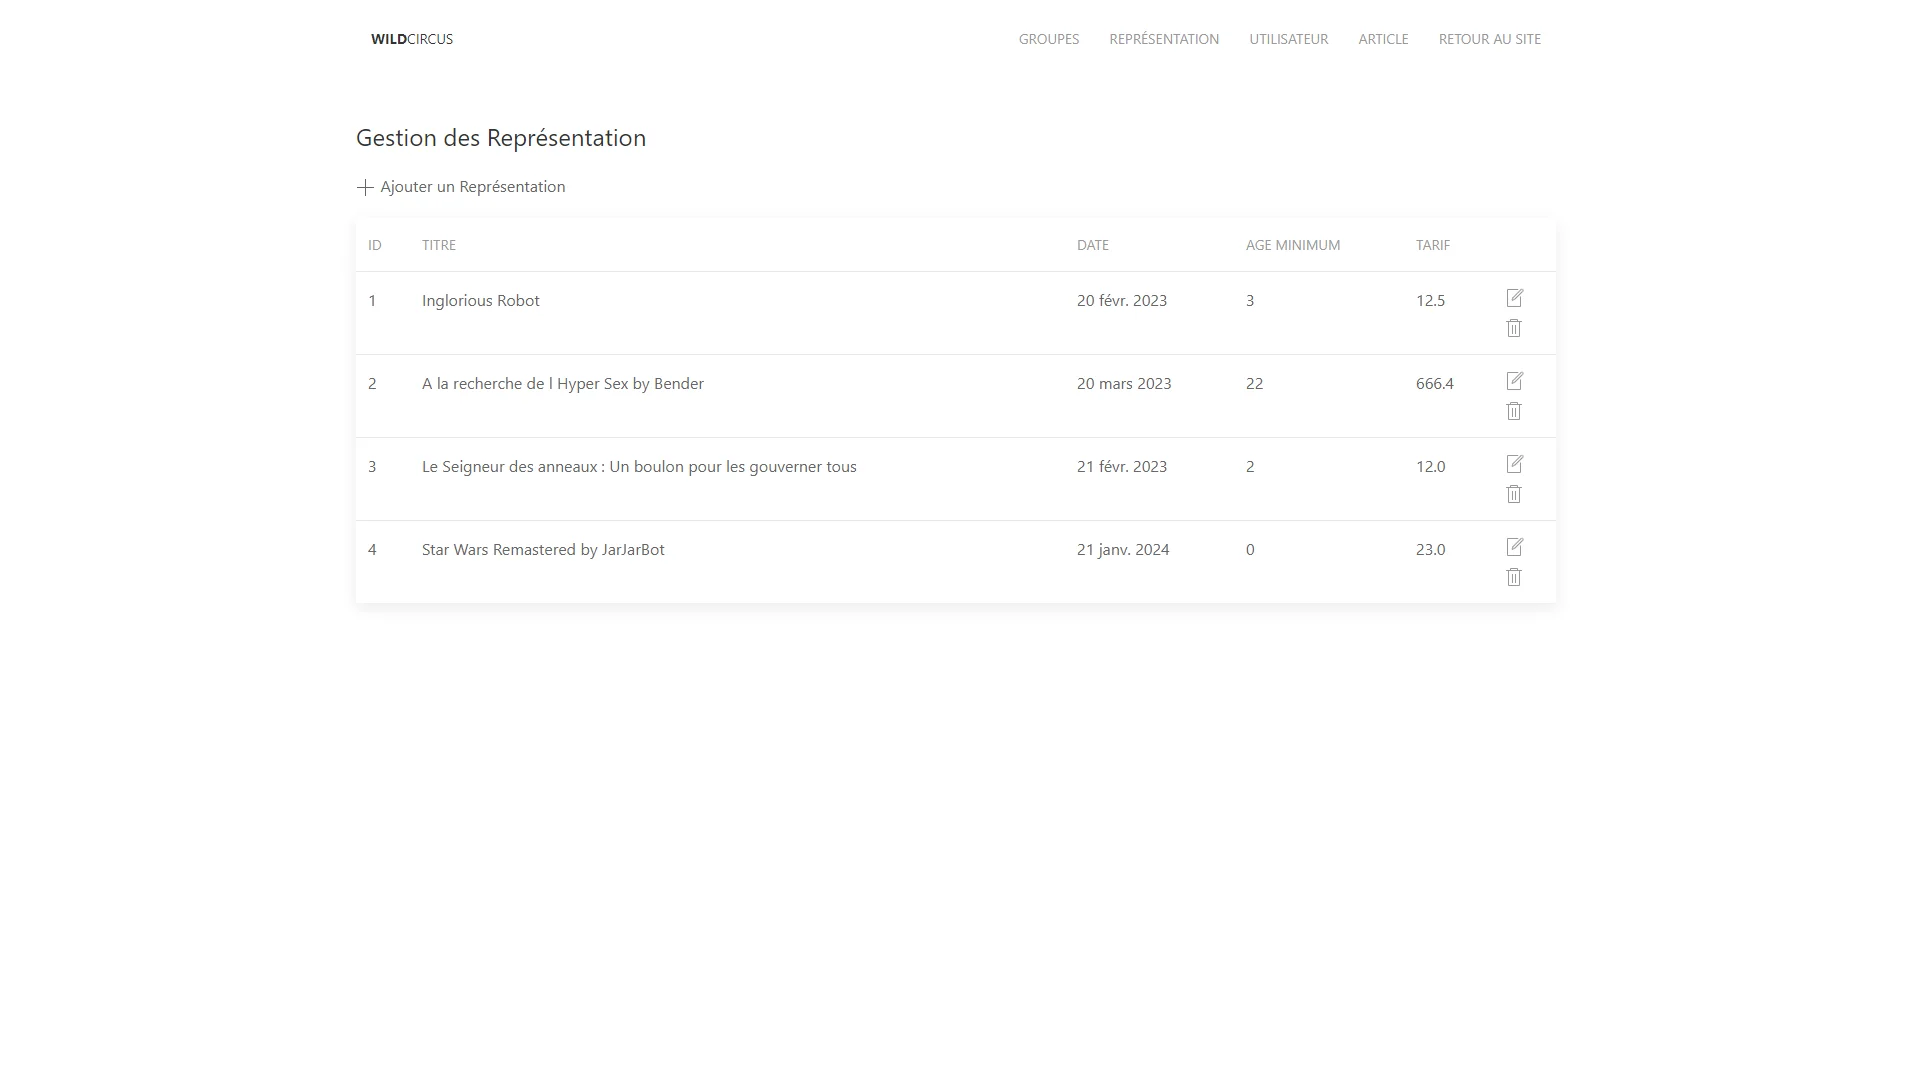 WILDCIRCUS GROUPES REPRÉSENTATION UTILISATEUR ARTICLE RETOUR AU SITE
Gestion des Représentation
Ajouter un Représentation
ID TITRE DATE AGE MINIMUM TARIF
1 Inglorious Robot 20 févr. 2023 3 12.5
2 A la recherche de l Hyper Sex by Bender 20 mars 2023 22 666.4
3 Le Seigneur des anneaux : Un boulon pour les gouverner tous 21 févr. 2023 2 12.0
4 Star Wars Remastered by JarJarBot 21 janv. 2024 0 23.0